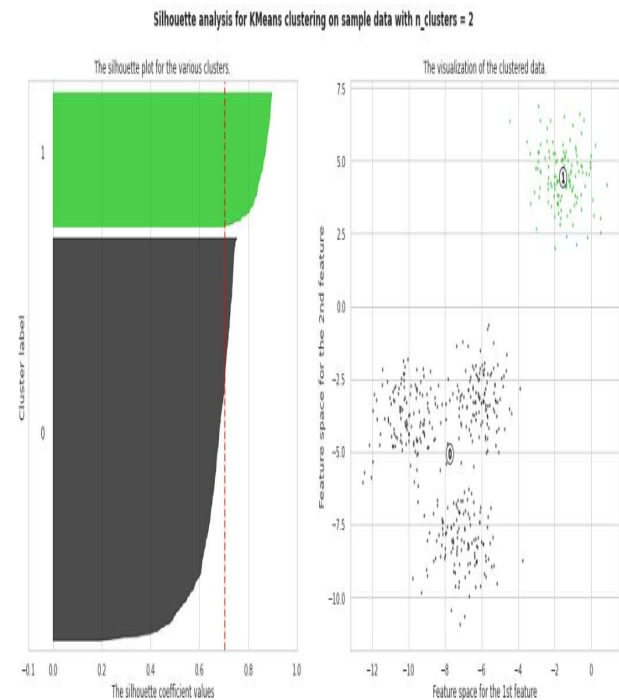 Silhouette analysis for KMeans clustering on sample data with n_clusters = 2
The silhouette plot for the various clusters.
1
0
Cluster label
−0.1 0.0 0.2 0.4 0.6 0.8 1.0
The silhouette coefficient values
The visualization of the clustered data.
7.5
5.0
2.5
0.0
−2.5
−5.0
−7.5
−10.0
Feature space for the 2nd feature
1
0
−12 −10 −8 −6 −4 −2 0
Feature space for the 1st feature